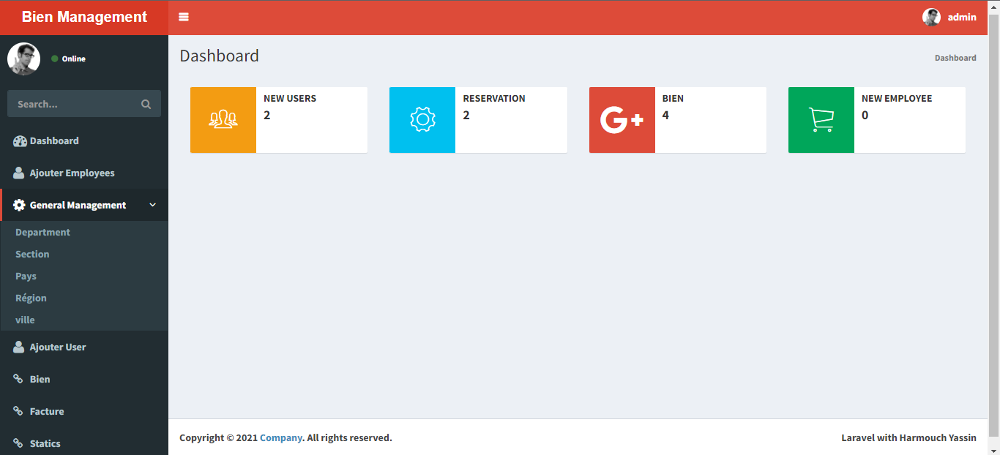 Bien Management
admin
Online
Dashboard
Dashboard
Search...
NEW USERS
2
RESERVATION
2
BIEN
4
NEW EMPLOYEE
0
Dashboard
Ajouter Employees
General Management
Department
Section
Pays
Région
ville
Ajouter User
Bien
Facture
Statics
Copyright © 2021 Company. All rights reserved.
Laravel with Harmouch Yassin